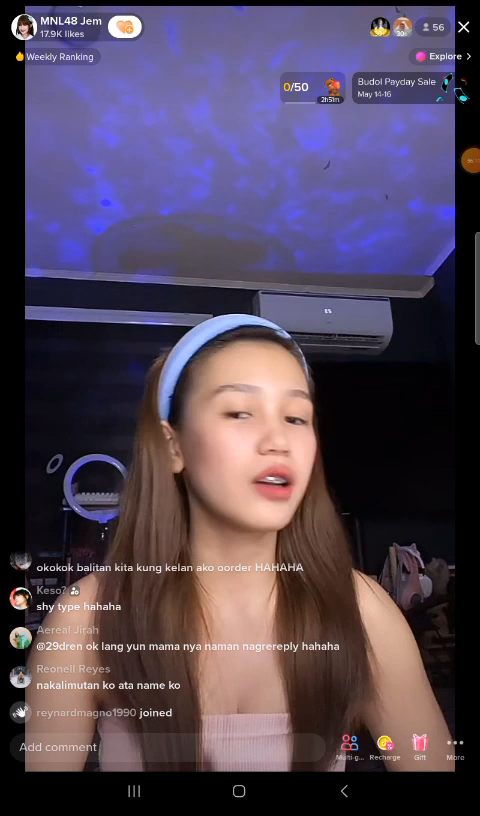 MNL48 Jem
17.9K likes
30+
56
Weekly Ranking
Explore
0/50
2h51m
Budol Payday Sale
May 14-16
okokok balitan kita kung kelan ako oorder HAHAHA
Keso?
shy type hahaha
Aereal Jirah
@29dren ok lang yun mama nya naman nagrereply hahaha
Reonell Reyes
nakalimutan ko ata name ko
reynardmagno1990 joined
Add comment
Multi-g...
Recharge
Gift
More